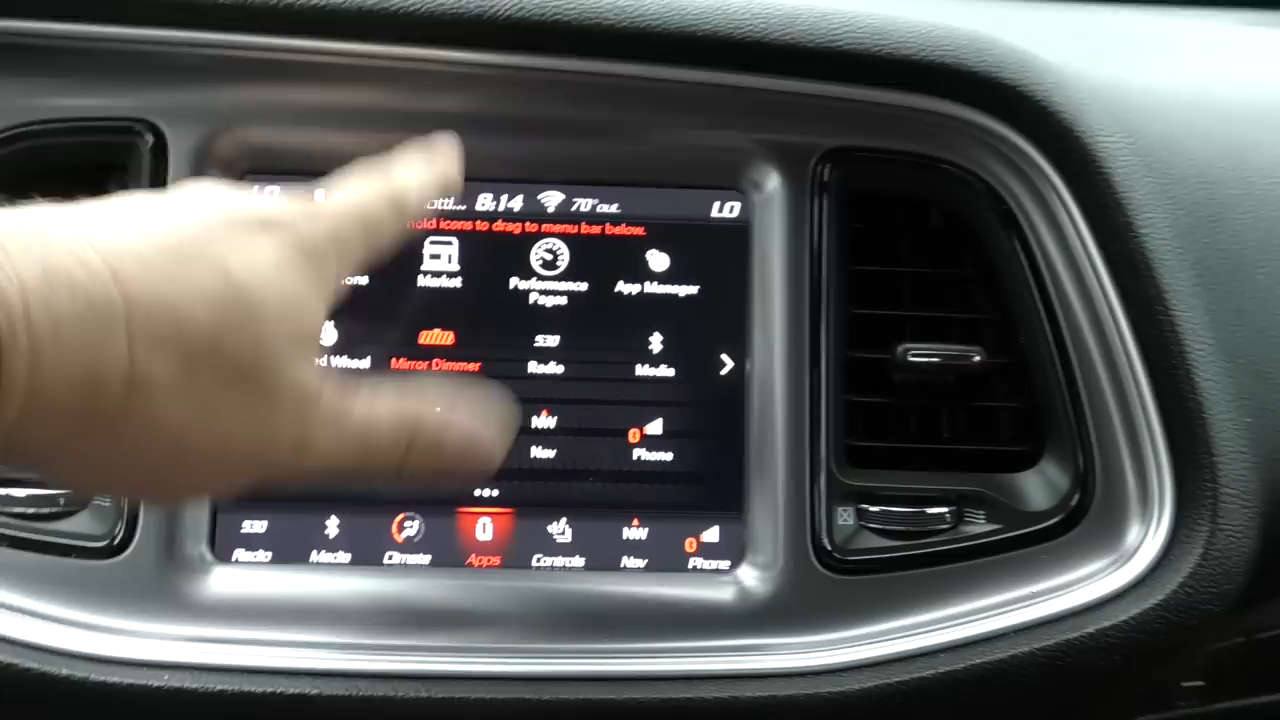 LO
8:14
70° out
LO
hold icons to drag to menu bar below.
Market
Performance
Pages
App Manager
Mirror Dimmer
530
Radio
Media
NW
Nav
Phone
530
Radio
Media
Climate
Apps
Controls
NW
Nav
Phone